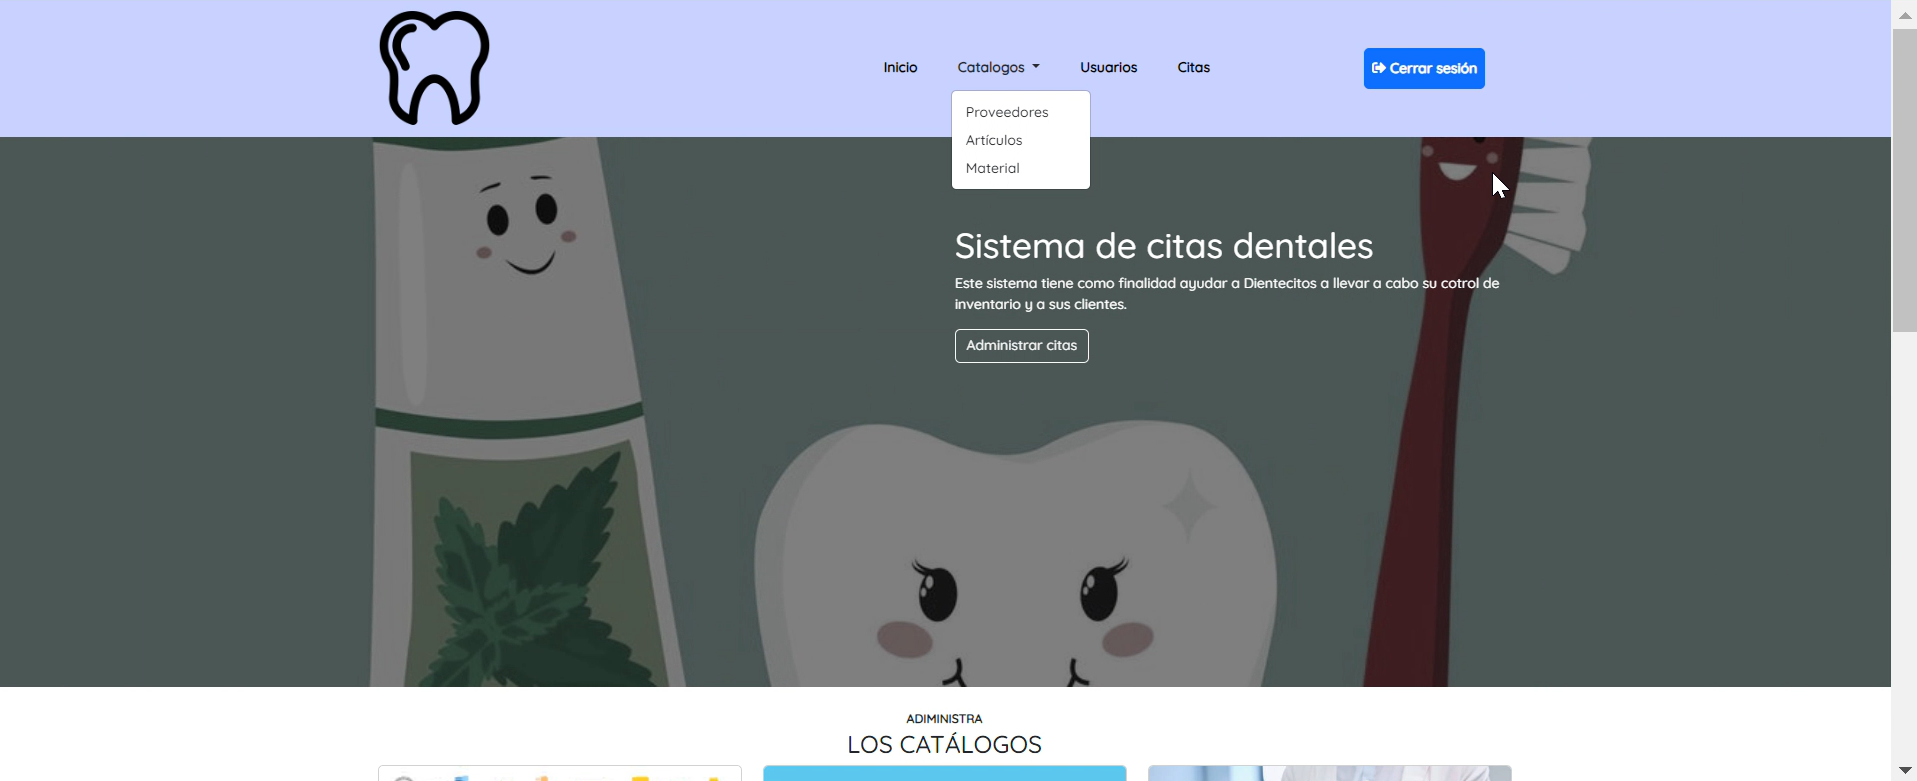 Inicio Catalogos Usuarios Citas Cerrar sesión
Proveedores
Artículos
Material
Sistema de citas dentales
Este sistema tiene como finalidad ayudar a Dientecitos a llevar a cabo su cotrol de
inventario y a sus clientes.
Administrar citas
ADIMINISTRA
LOS CATÁLOGOS